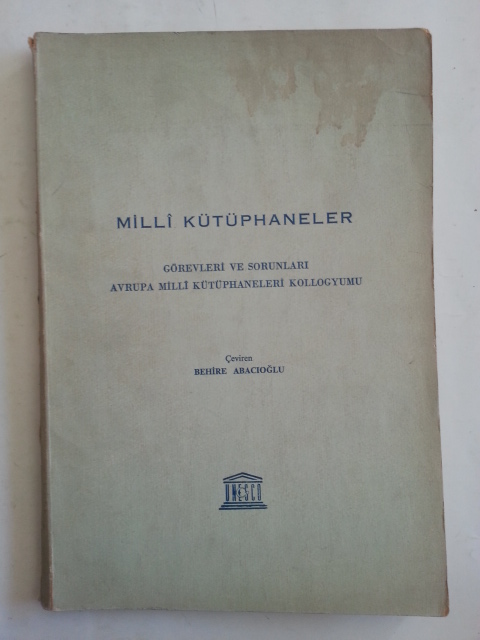 MİLLÎ KÜTÜPHANELER
GÖREVLERİ VE SORUNLARI
AVRUPA MİLLÎ KÜTÜPHANELERİ KOLLOGYUMU
Çeviren
BEHİRE ABACIOĞLU
UNESCO